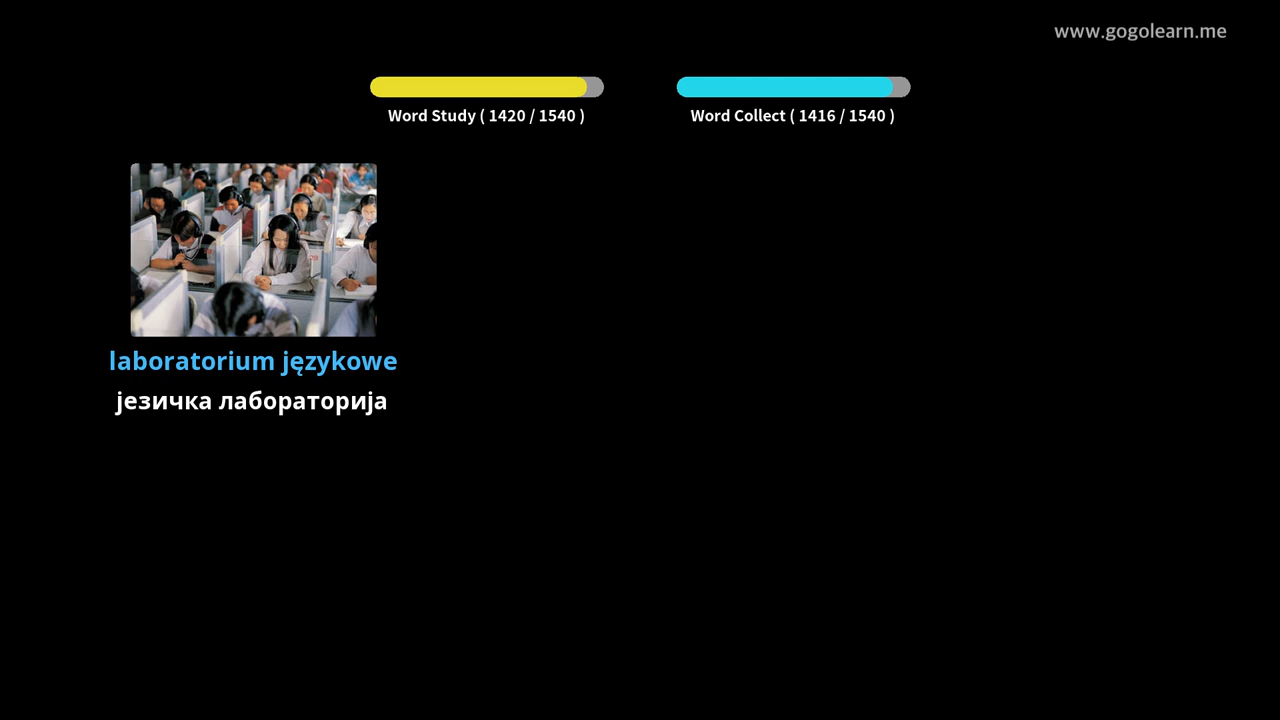 www.gogolearn.me
Word Study ( 1420 / 1540 )
Word Collect ( 1416 / 1540 )
laboratorium językowe
језичка лабораторија